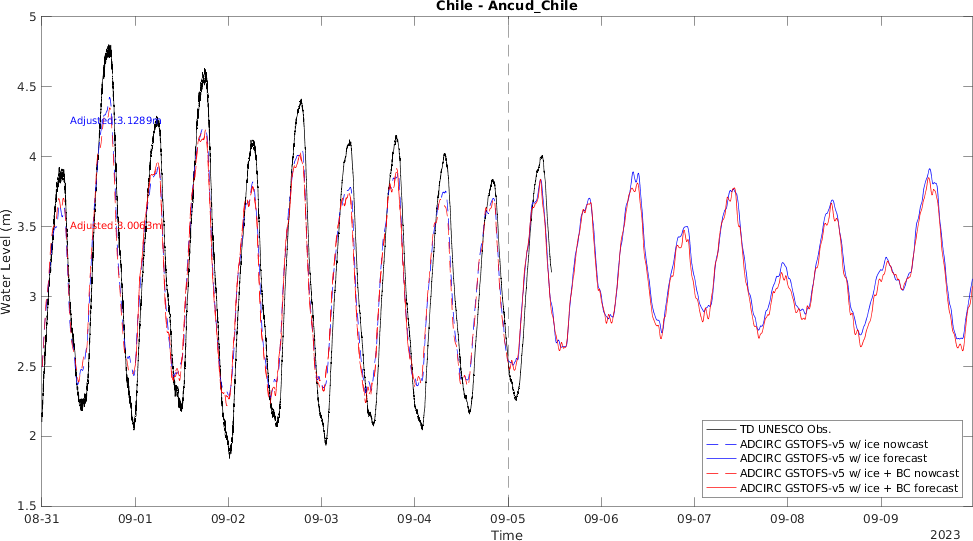 Chile - Ancud_Chile
5
4.5
4
3.5
3
2.5
2
1.5
Water Level (m)
Adjusted:3.1289m
Adjusted:3.0063m
TD UNESCO Obs.
ADCIRC GSTOFS-v5 w/ ice nowcast
ADCIRC GSTOFS-v5 w/ ice forecast
ADCIRC GSTOFS-v5 w/ ice + BC nowcast
ADCIRC GSTOFS-v5 w/ ice + BC forecast
08-31 09-01 09-02 09-03 09-04 09-05 09-06 09-07 09-08 09-09
Time
2023